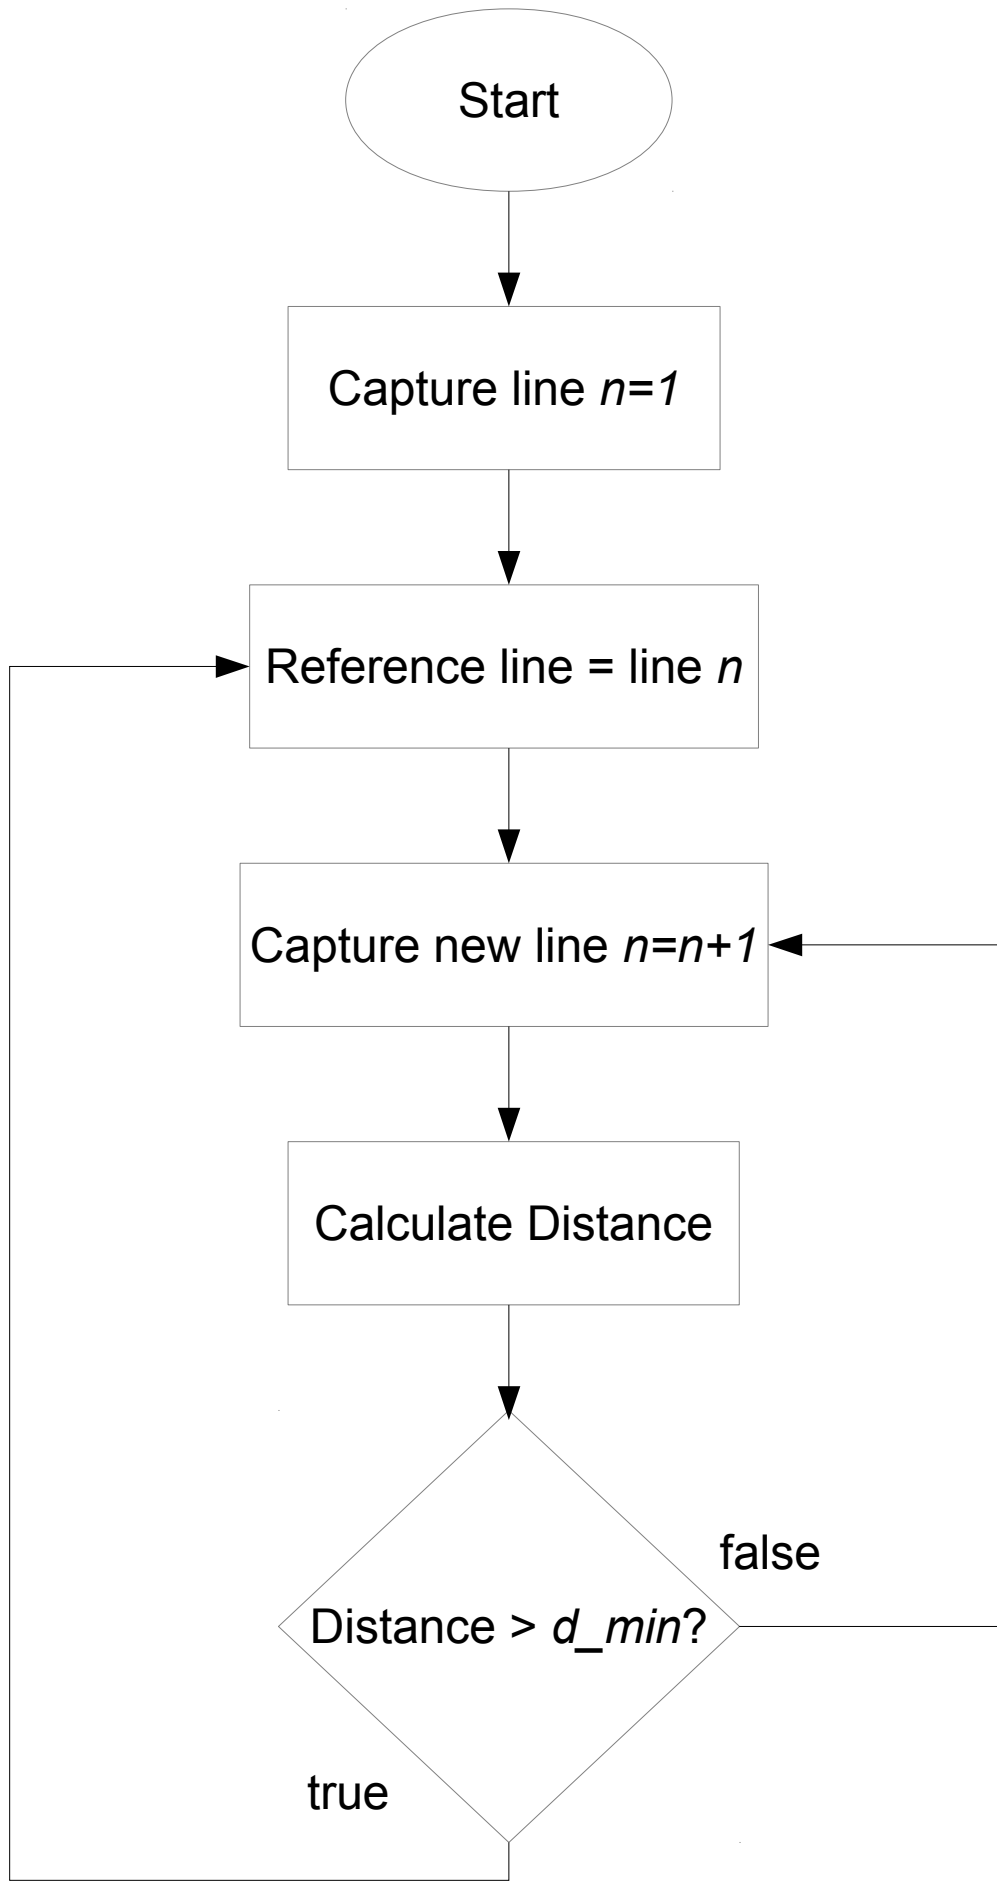 Start
Capture line n=1
Reference line = line n
Capture new line n=n+1
Calculate Distance
false
Distance > d_min?
true